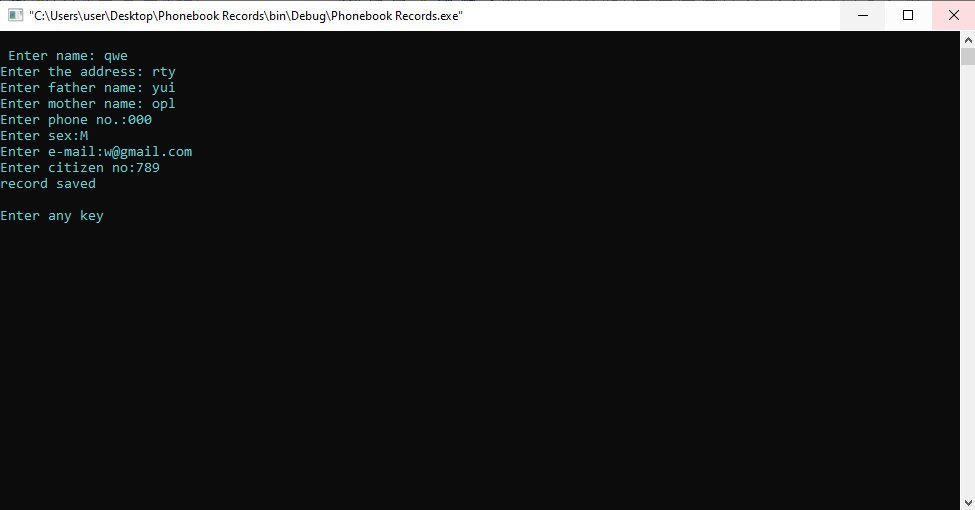 "C:\Users\user\Desktop\Phonebook Records\bin\Debug\Phonebook Records.exe"
Enter name: qwe
Enter the address: rty
Enter father name: yui
Enter mother name: opl
Enter phone no.:000
Enter sex:M
Enter e-mail:w@gmail.com
Enter citizen no:789
record saved
Enter any key